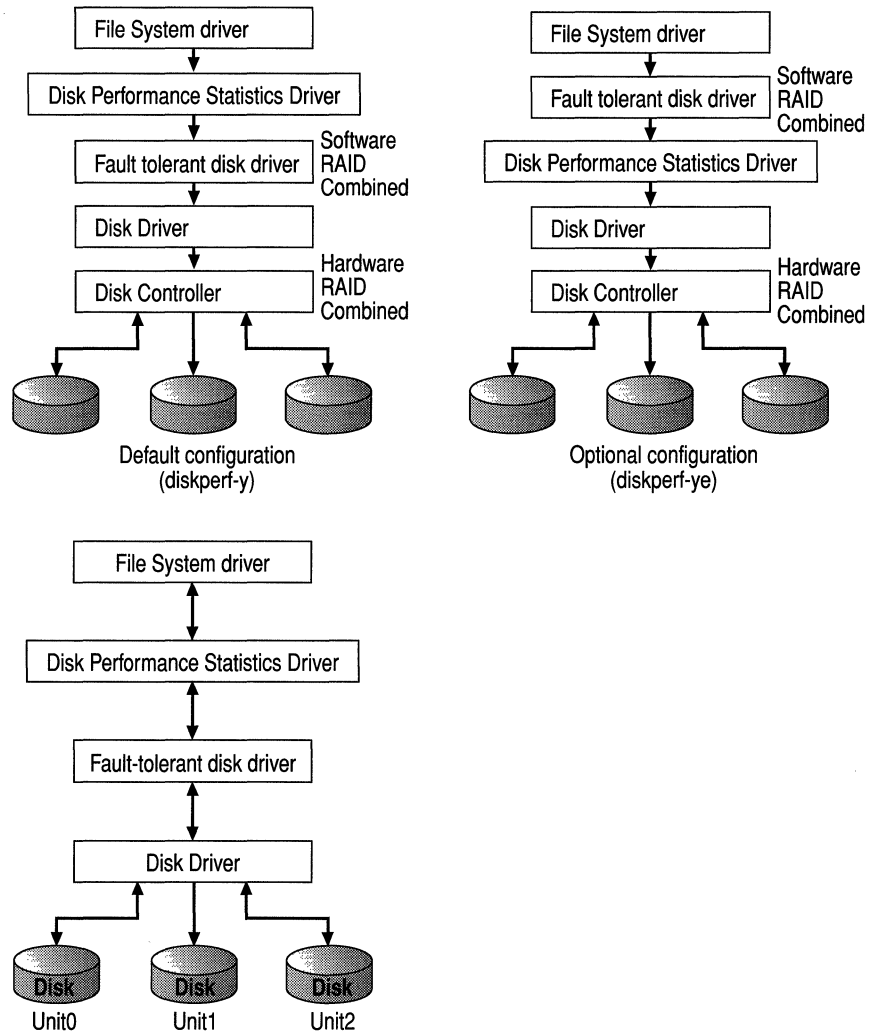 File System driver
Disk Performance Statistics Driver
Fault tolerant disk driver
Software
RAID
Combined
Disk Driver
Disk Controller
Hardware
RAID
Combined
Default configuration
(diskperf-y)
File System driver
Fault tolerant disk driver
Software
RAID
Combined
Disk Performance Statistics Driver
Disk Driver
Disk Controller
Hardware
RAID
Combined
Optional configuration
(diskperf-ye)
File System driver
Disk Performance Statistics Driver
Fault-tolerant disk driver
Disk Driver
Disk Disk Disk
Unit0 Unit1 Unit2